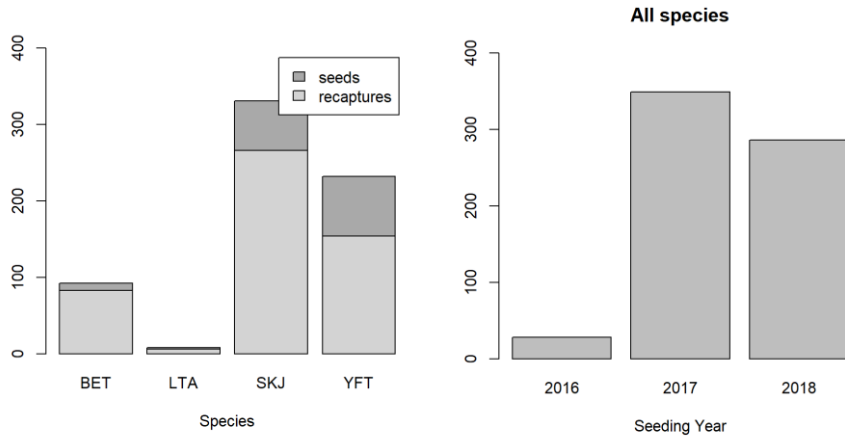 400
300
200
100
0
seeds
recaptures
BET LTA SKJ YFT
Species
All species
400
300
200
100
0
2016 2017 2018
Seeding Year